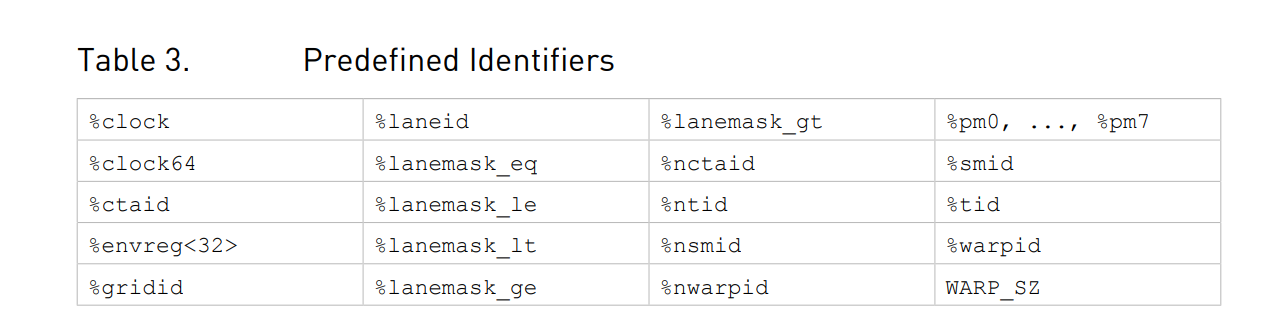 Table 3. Predefined Identifiers
%clock %laneid %lanemask_gt %pm0, ..., %pm7
%clock64 %lanemask_eq %nctaid %smid
%ctaid %lanemask_le %ntid %tid
%envreg<32> %lanemask_lt %nsmid %warpid
%gridid %lanemask_ge %nwarpid WARP_SZ